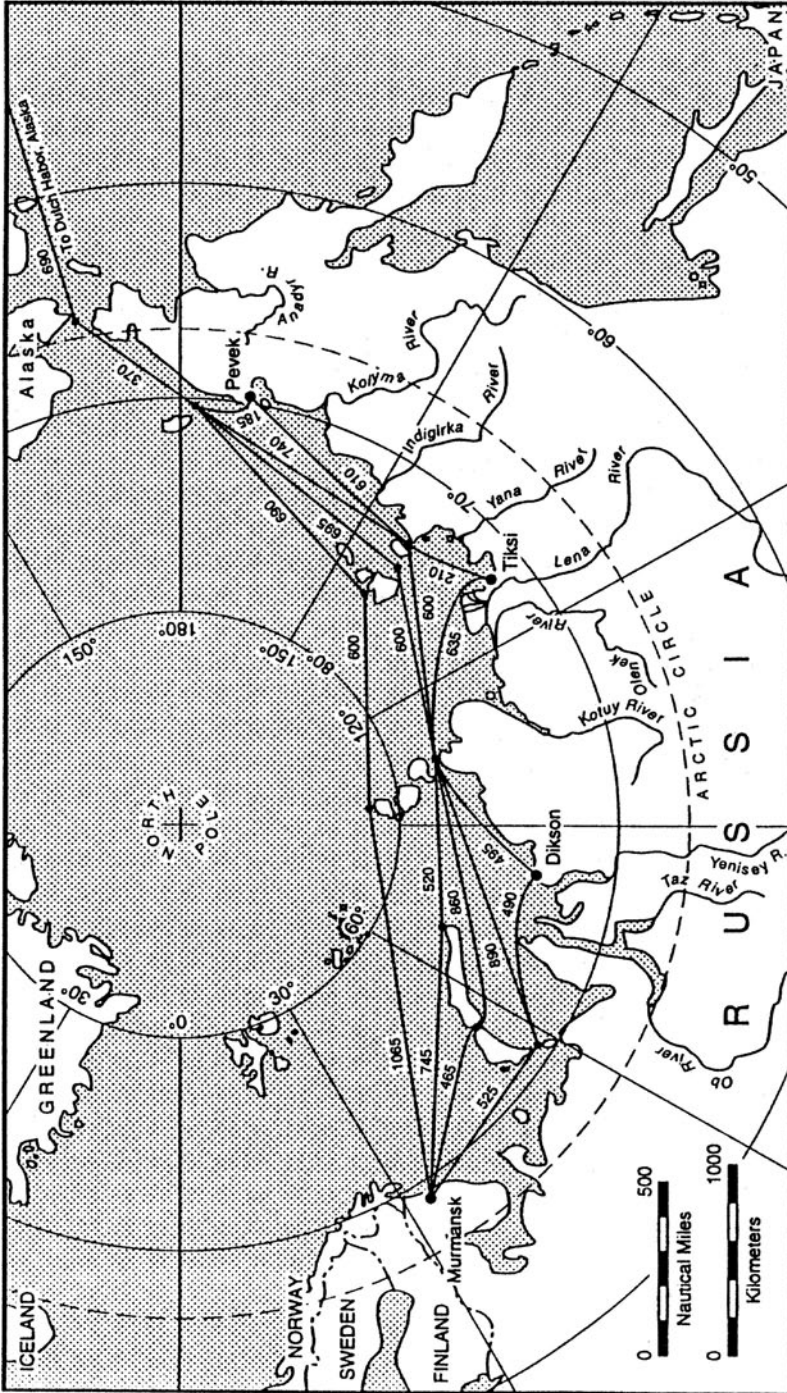 ICELAND
GREENLAND
NORWAY
SWEDEN
FINLAND
Murmansk
30°
0°
30°
60°
NORTH
POLE
150°
180°
150°
80°
120°
Alaska
690
To Dutch Habor, Alaska
370
Pevek
185
740
690
695
610
Anadyr
R.
Kolyma
River
Indigirka
River
Yana
River
Lena
River
70°
60°
50°
JAPAN
600
600
600
210
Tiksi
635
River
Olenek
Kotuy River
ARCTIC CIRCLE
RUSSIA
1065
745
465
525
520
860
890
490
495
Dikson
Yenisey R.
Taz River
River
Ob
0 500
Nautical Miles
0 1000
Kilometers